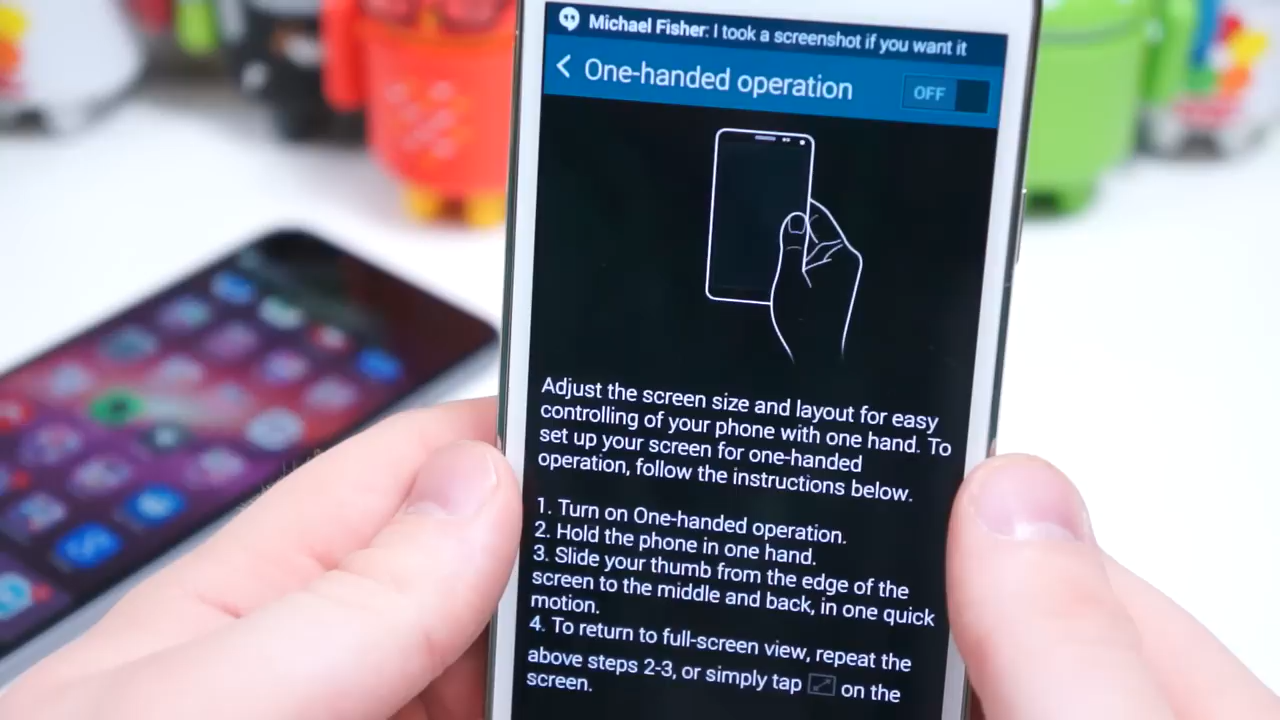 Michael Fisher: I took a screenshot if you want it
One-handed operation
OFF
Adjust the screen size and layout for easy
controlling of your phone with one hand. To
set up your screen for one-handed
operation, follow the instructions below.
1. Turn on One-handed operation.
2. Hold the phone in one hand.
3. Slide your thumb from the edge of the
screen to the middle and back, in one quick
motion.
4. To return to full-screen view, repeat the
above steps 2-3, or simply tap on the
screen.